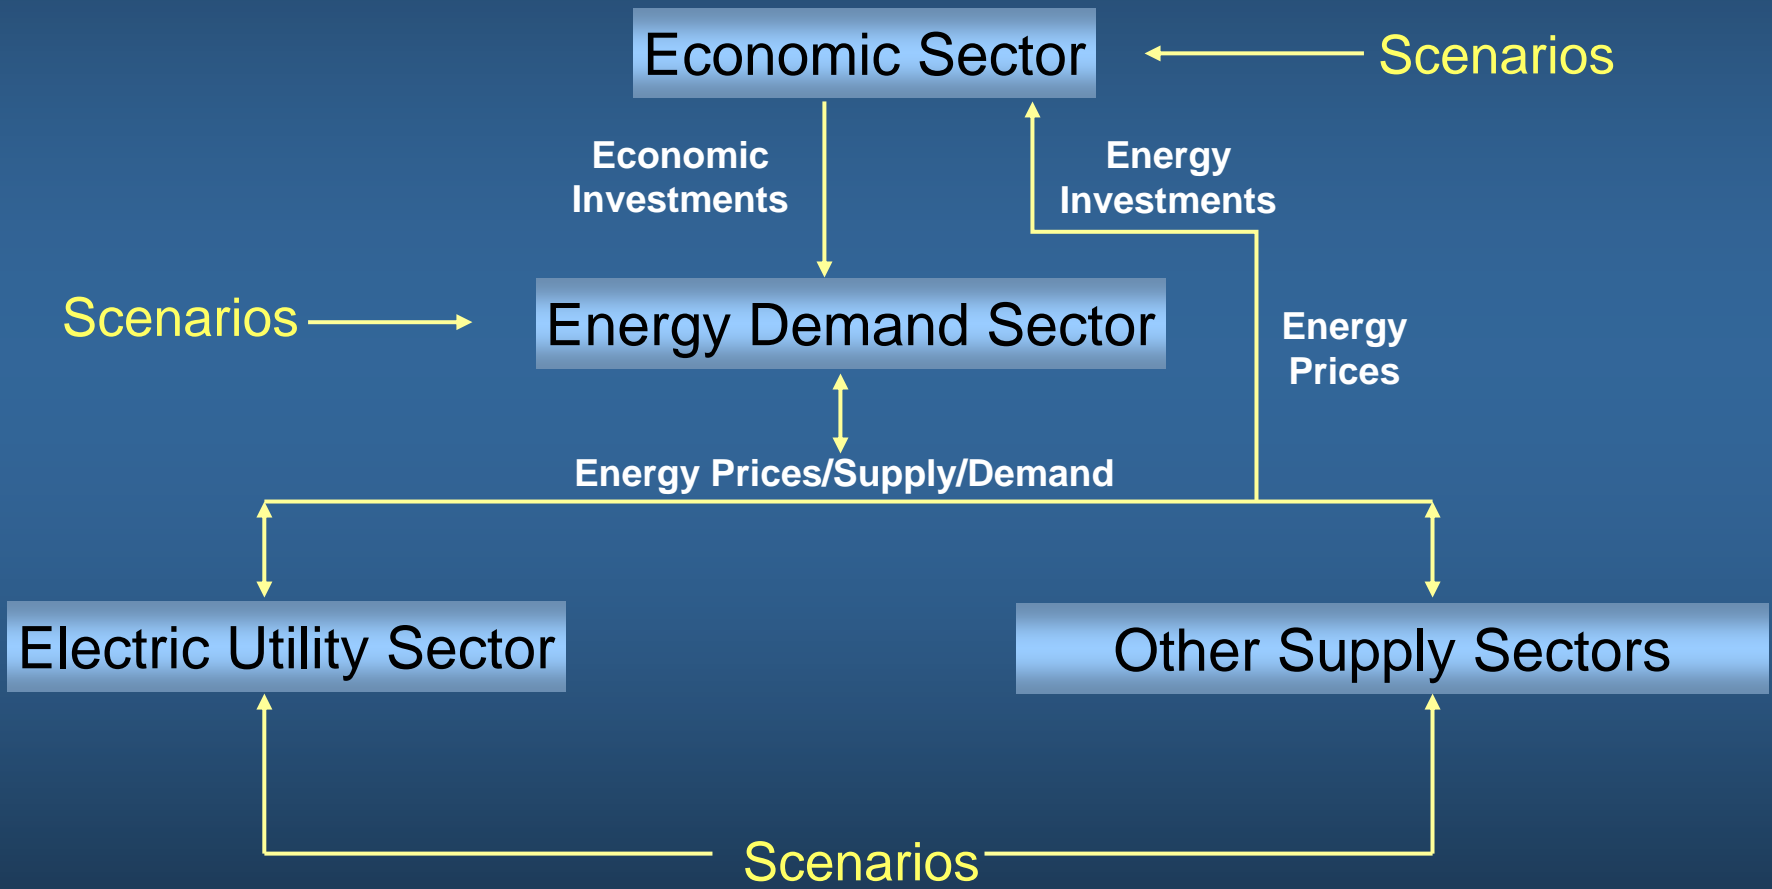 Economic Sector
Scenarios
Economic
Investments
Energy
Investments
Scenarios
Energy Demand Sector
Energy
Prices
Energy Prices/Supply/Demand
Electric Utility Sector
Other Supply Sectors
Scenarios